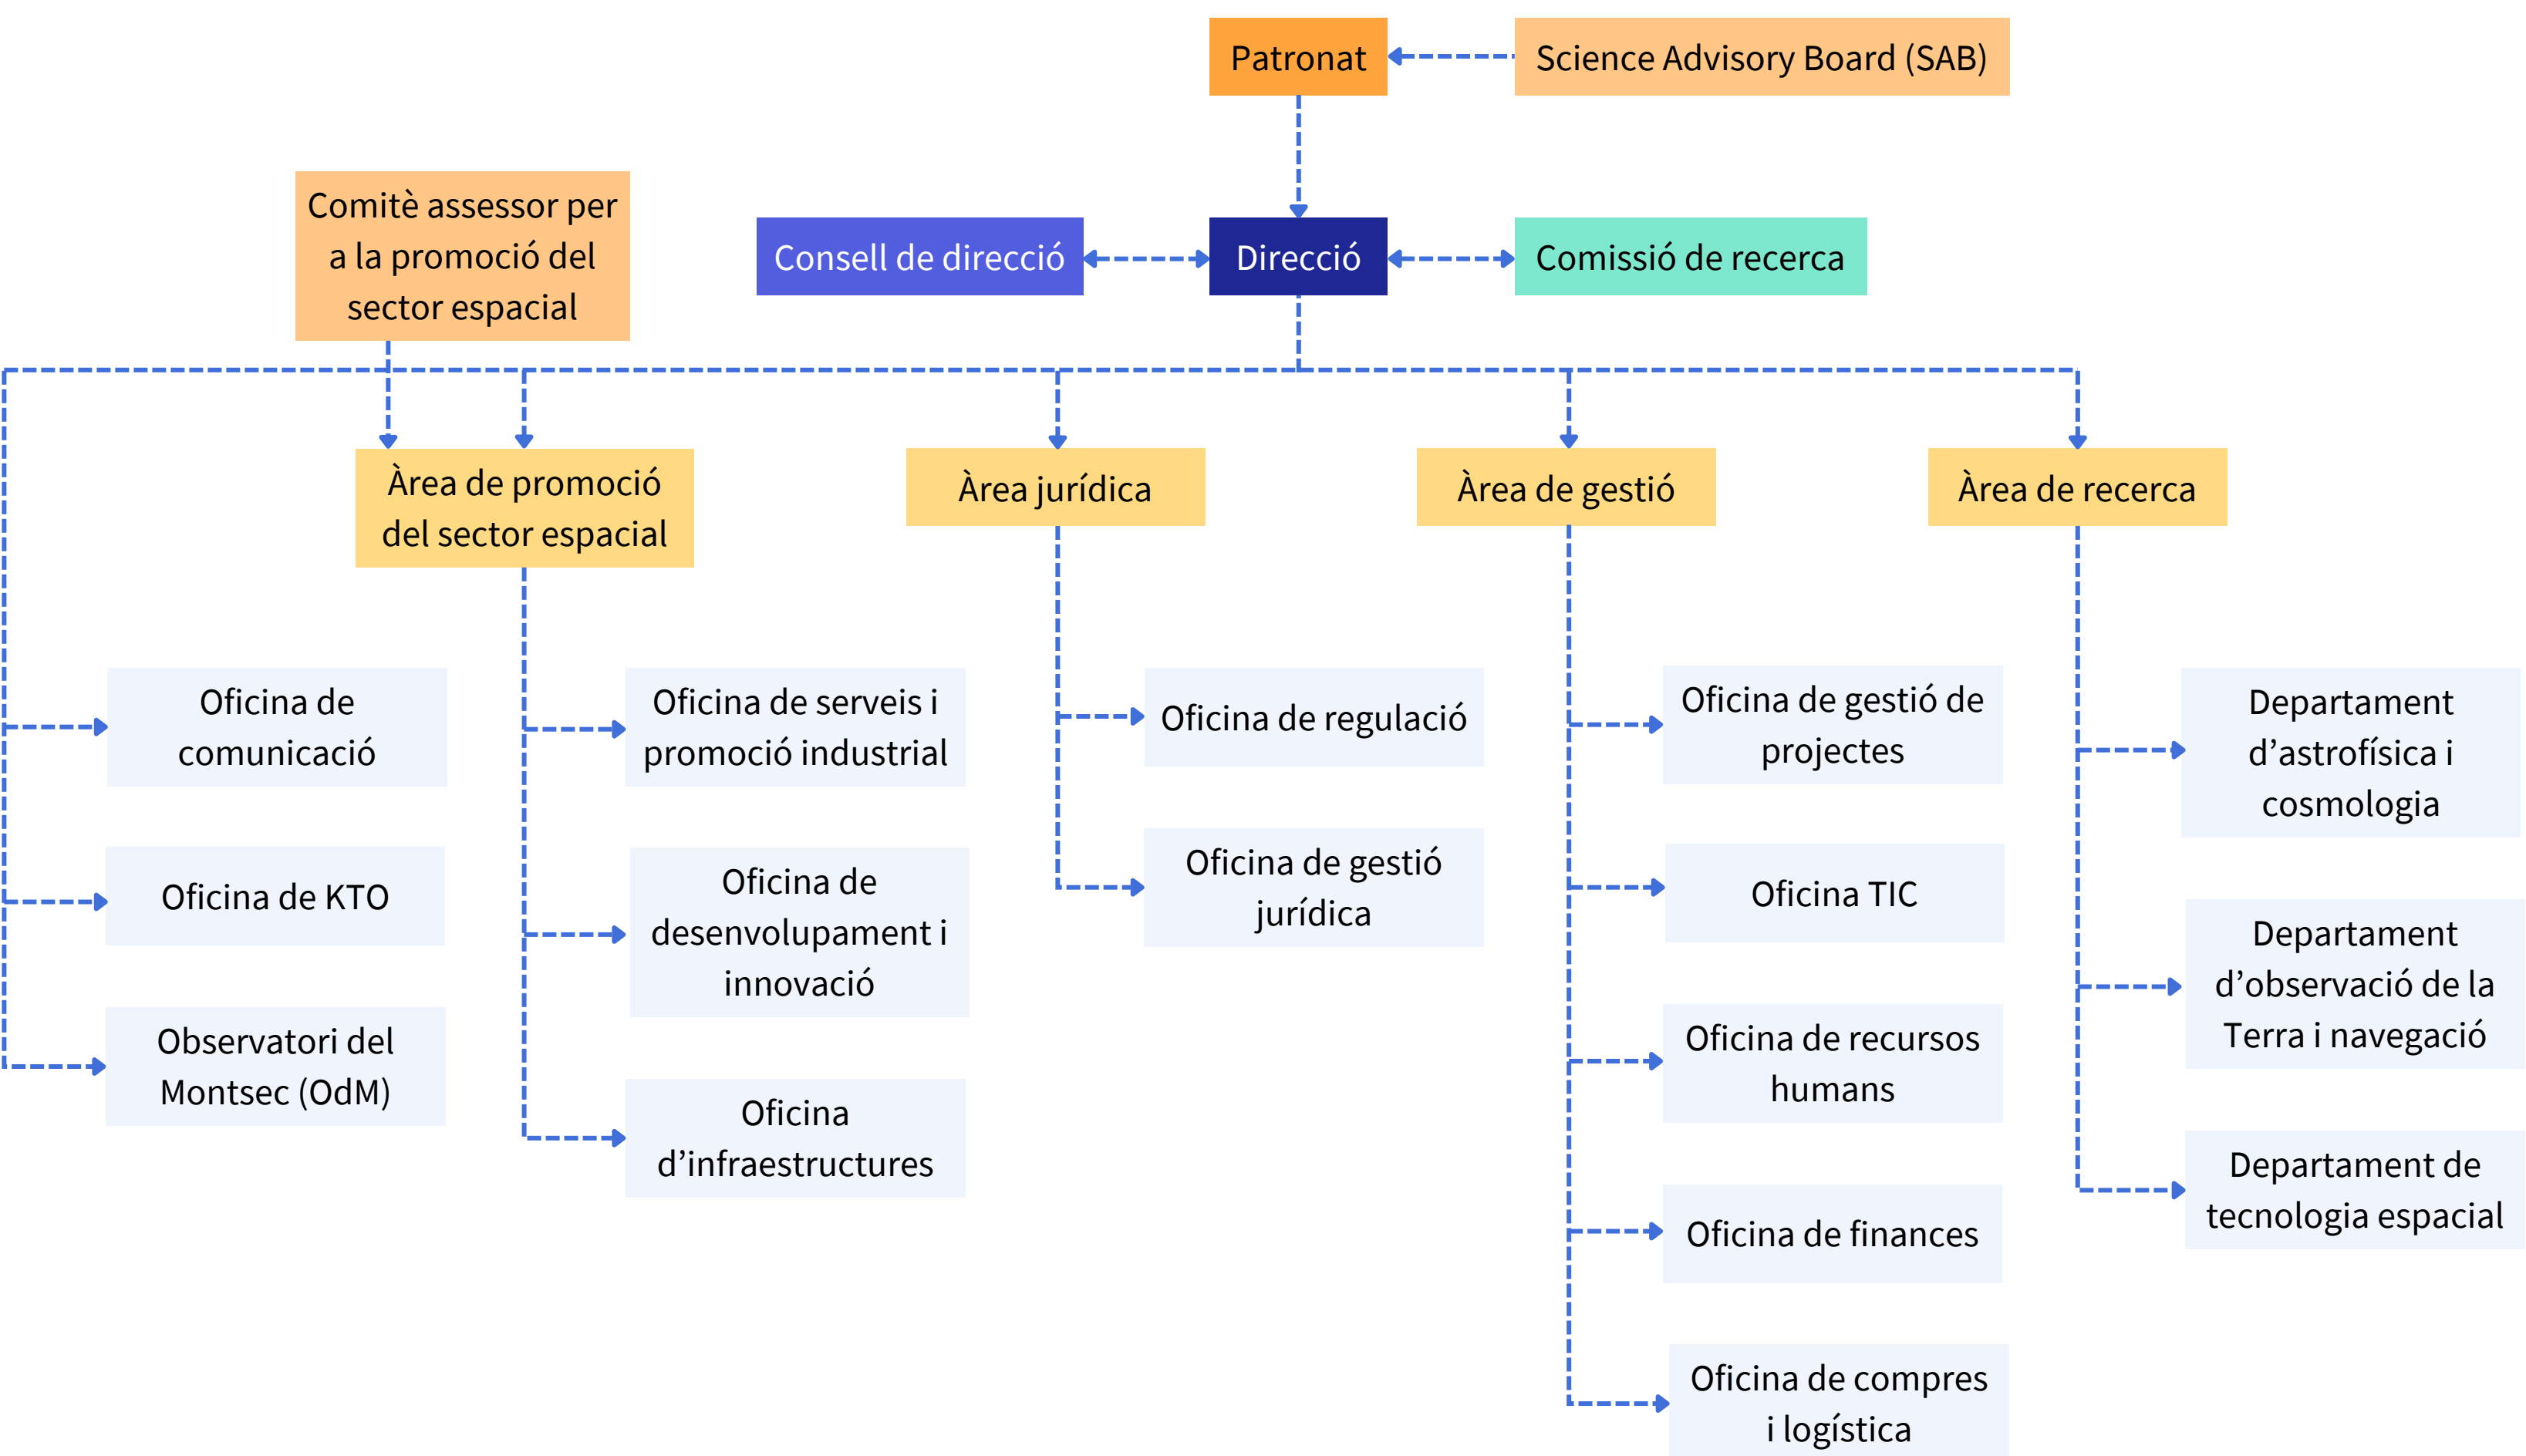 Patronat
Science Advisory Board (SAB)
Comitè assessor per
a la promoció del
sector espacial
Consell de direcció
Direcció
Comissió de recerca
Àrea de promoció
del sector espacial
Àrea jurídica
Àrea de gestió
Àrea de recerca
Oficina de
comunicació
Oficina de KTO
Observatori del
Montsec (OdM)
Oficina de serveis i
promoció industrial
Oficina de
desenvolupament i
innovació
Oficina
d’infraestructures
Oficina de regulació
Oficina de gestió
jurídica
Oficina de gestió de
projectes
Oficina TIC
Oficina de recursos
humans
Oficina de finances
Oficina de compres
i logística
Departament
d’astrofísica i
cosmologia
Departament
d’observació de la
Terra i navegació
Departament de
tecnologia espacial